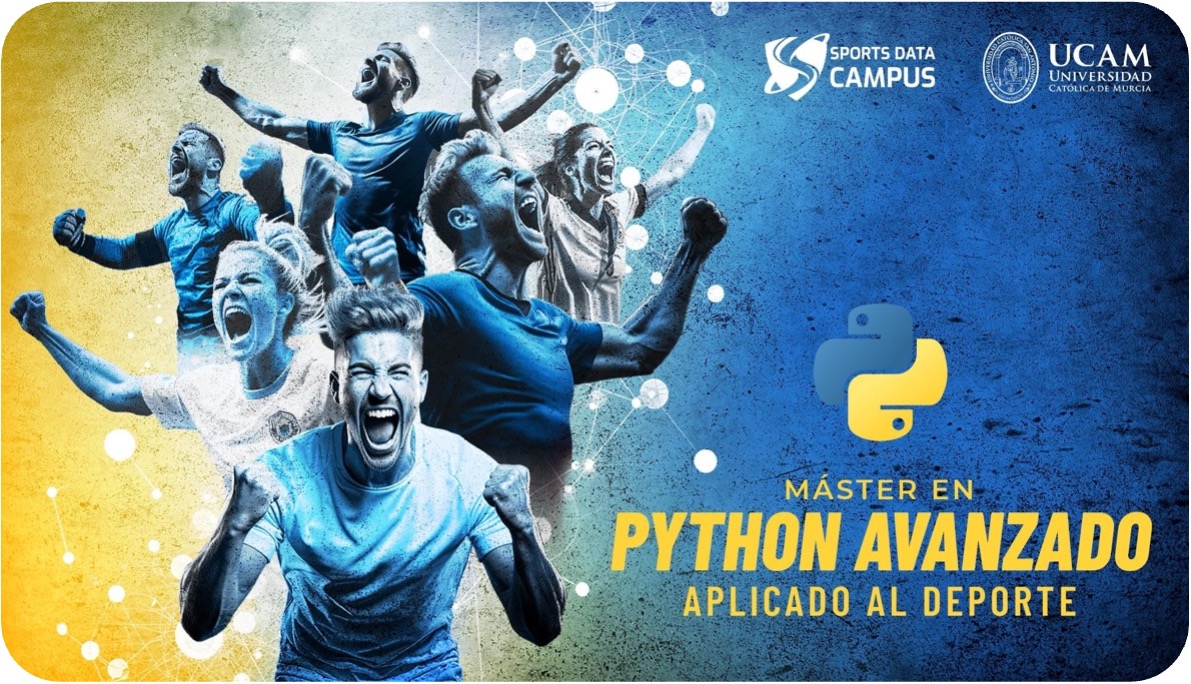 SPORTS DATA
CAMPUS
UCAM
UNIVERSIDAD
CATÓLICA DE MURCIA
MÁSTER EN
PYTHON AVANZADO
APLICADO AL DEPORTE